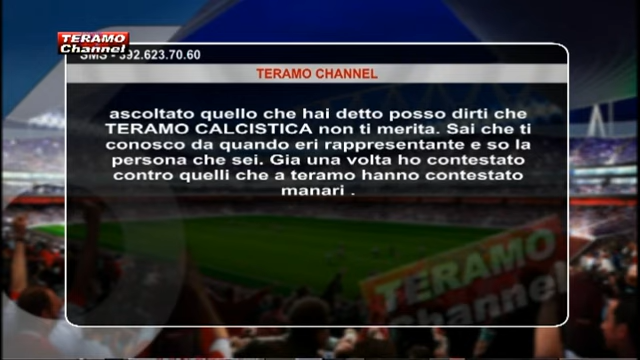 TERAMO
Channel
SMS - 392.623.70.60
TERAMO CHANNEL
ascoltato quello che hai detto posso dirti che
TERAMO CALCISTICA non ti merita. Sai che ti
conosco da quando eri rappresentante e so la
persona che sei. Gia una volta ho contestato
contro quelli che a teramo hanno contestato
manari .
TERAMO
Channel